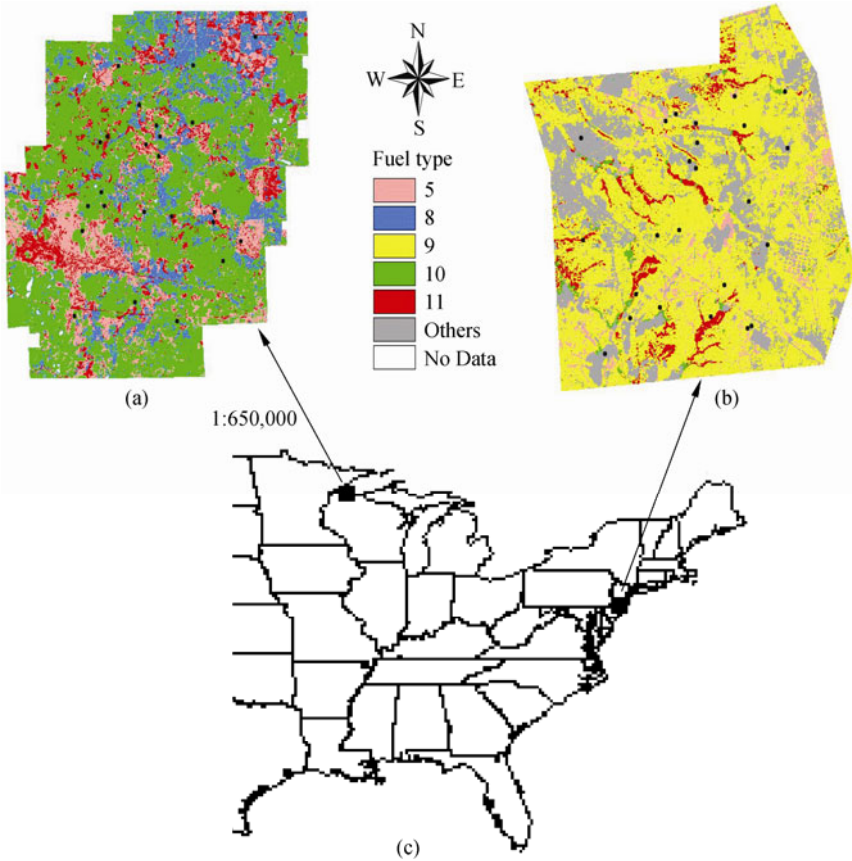 N
W E
S
Fuel type
5
8
9
10
11
Others
No Data
(a)
(b)
1:650,000
(c)